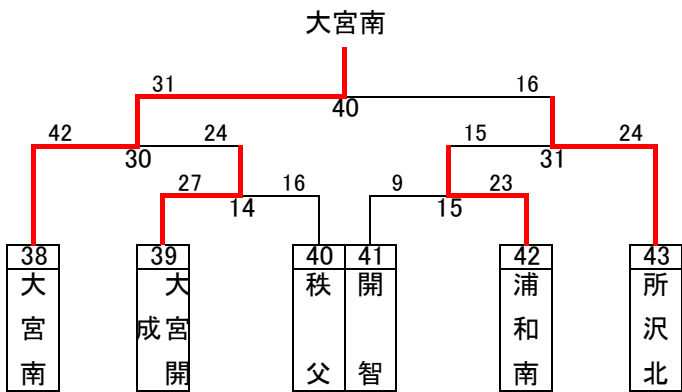 大宮南
31 16
40
42 24 15 24
30 31
27 16 9 23
14 15
38 39 40 41 42 43
大宮南
大宮開成
秩父
開智
浦和南
所沢北